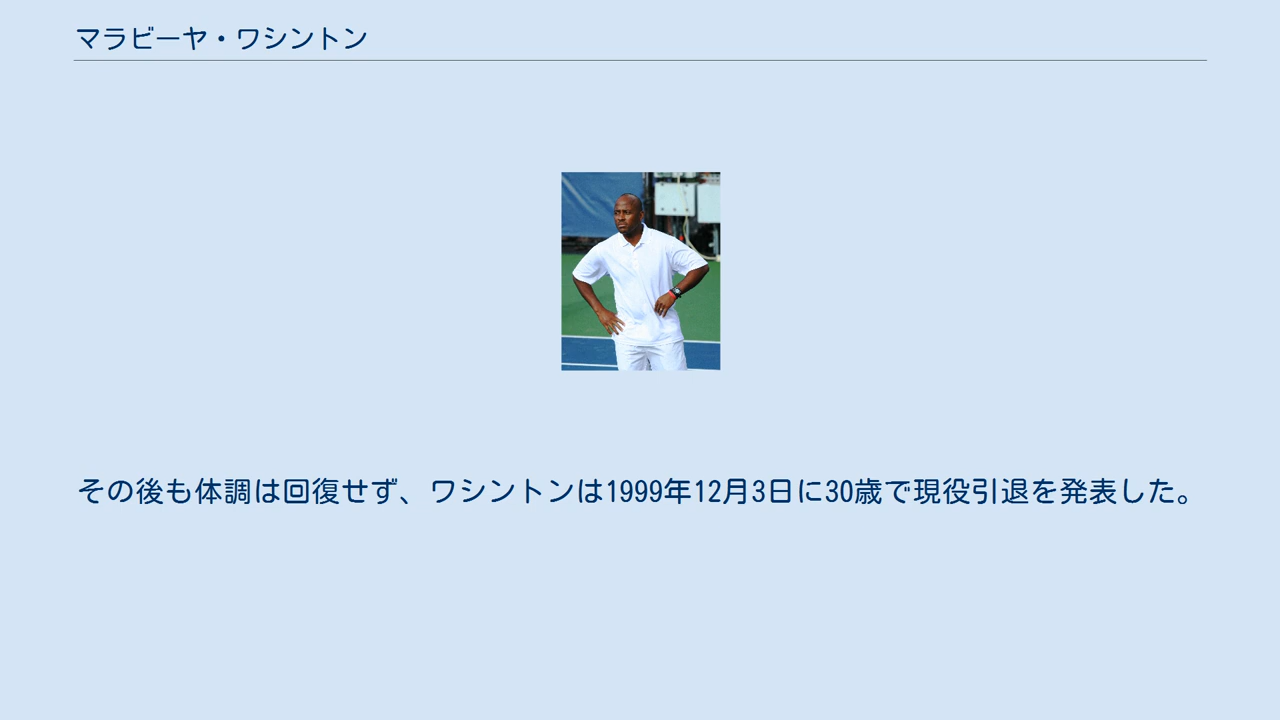 マラビーヤ・ワシントン
その後も体調は回復せず、ワシントンは1999年12月3日に30歳で現役引退を発表した。